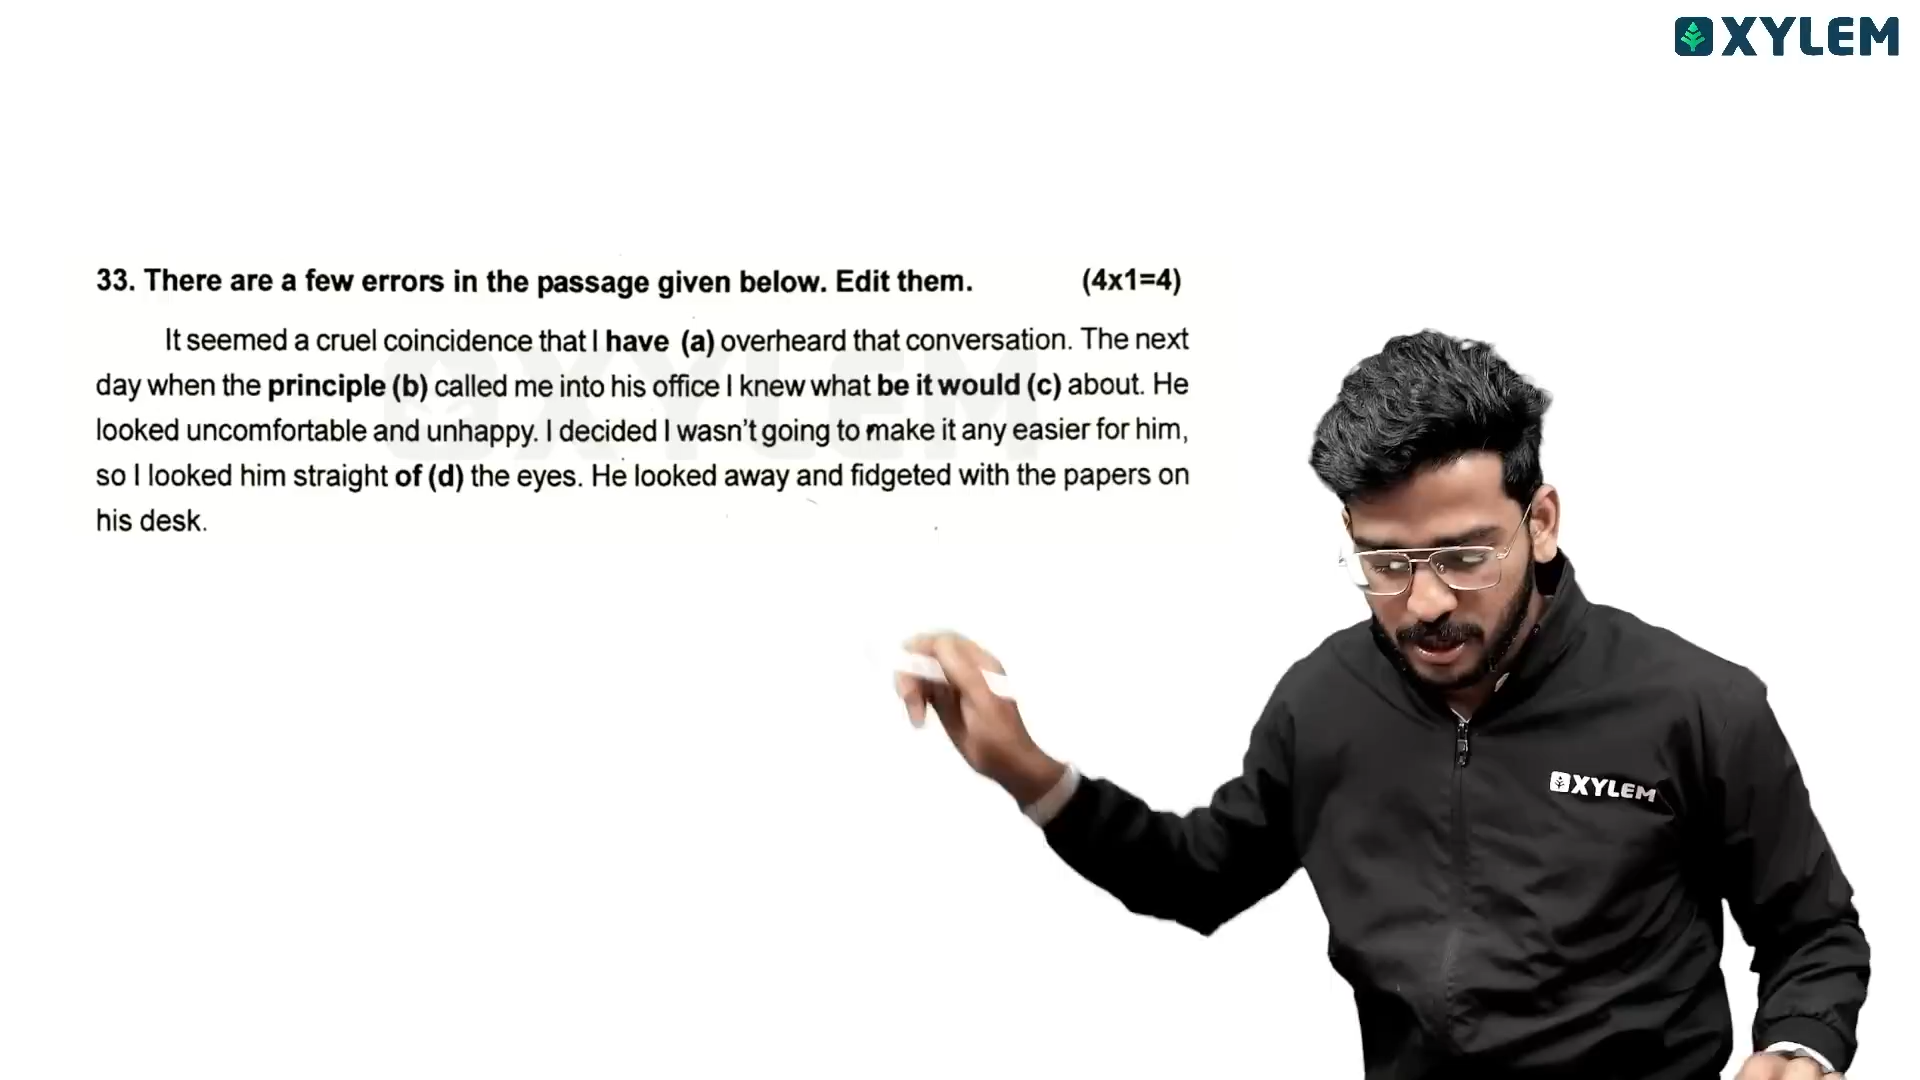 XYLEM
33. There are a few errors in the passage given below. Edit them. (4x1=4)
It seemed a cruel coincidence that I have (a) overheard that conversation. The next
day when the principle (b) called me into his office I knew what be it would (c) about. He
looked uncomfortable and unhappy. I decided I wasn't going to make it any easier for him,
so I looked him straight of (d) the eyes. He looked away and fidgeted with the papers on
his desk.
XYLEM
XYLEM